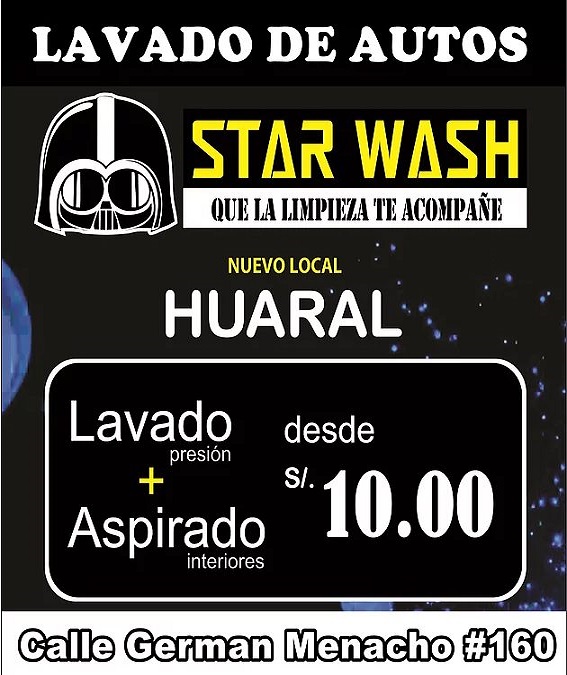 LAVADO DE AUTOS
STAR WASH
QUE LA LIMPIEZA TE ACOMPAÑE
NUEVO LOCAL
HUARAL
Lavado
presión
+
Aspirado
interiores
desde
S/. 10.00
Calle German Menacho #160